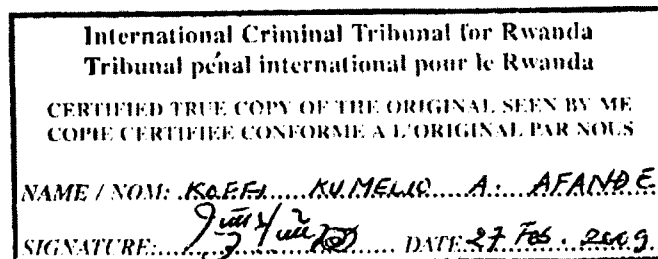 International Criminal Tribunal for Rwanda
Tribunal pénal international pour le Rwanda
CERTIFIED TRUE COPY OF THE ORIGINAL SEEN BY ME
COPIE CERTIFIEE CONFORME A L'ORIGINAL PAR NOUS
NAME / NOM: KOFFI KUMELIO A. AFANDE
SIGNATURE: DATE 27 Feb. 2009